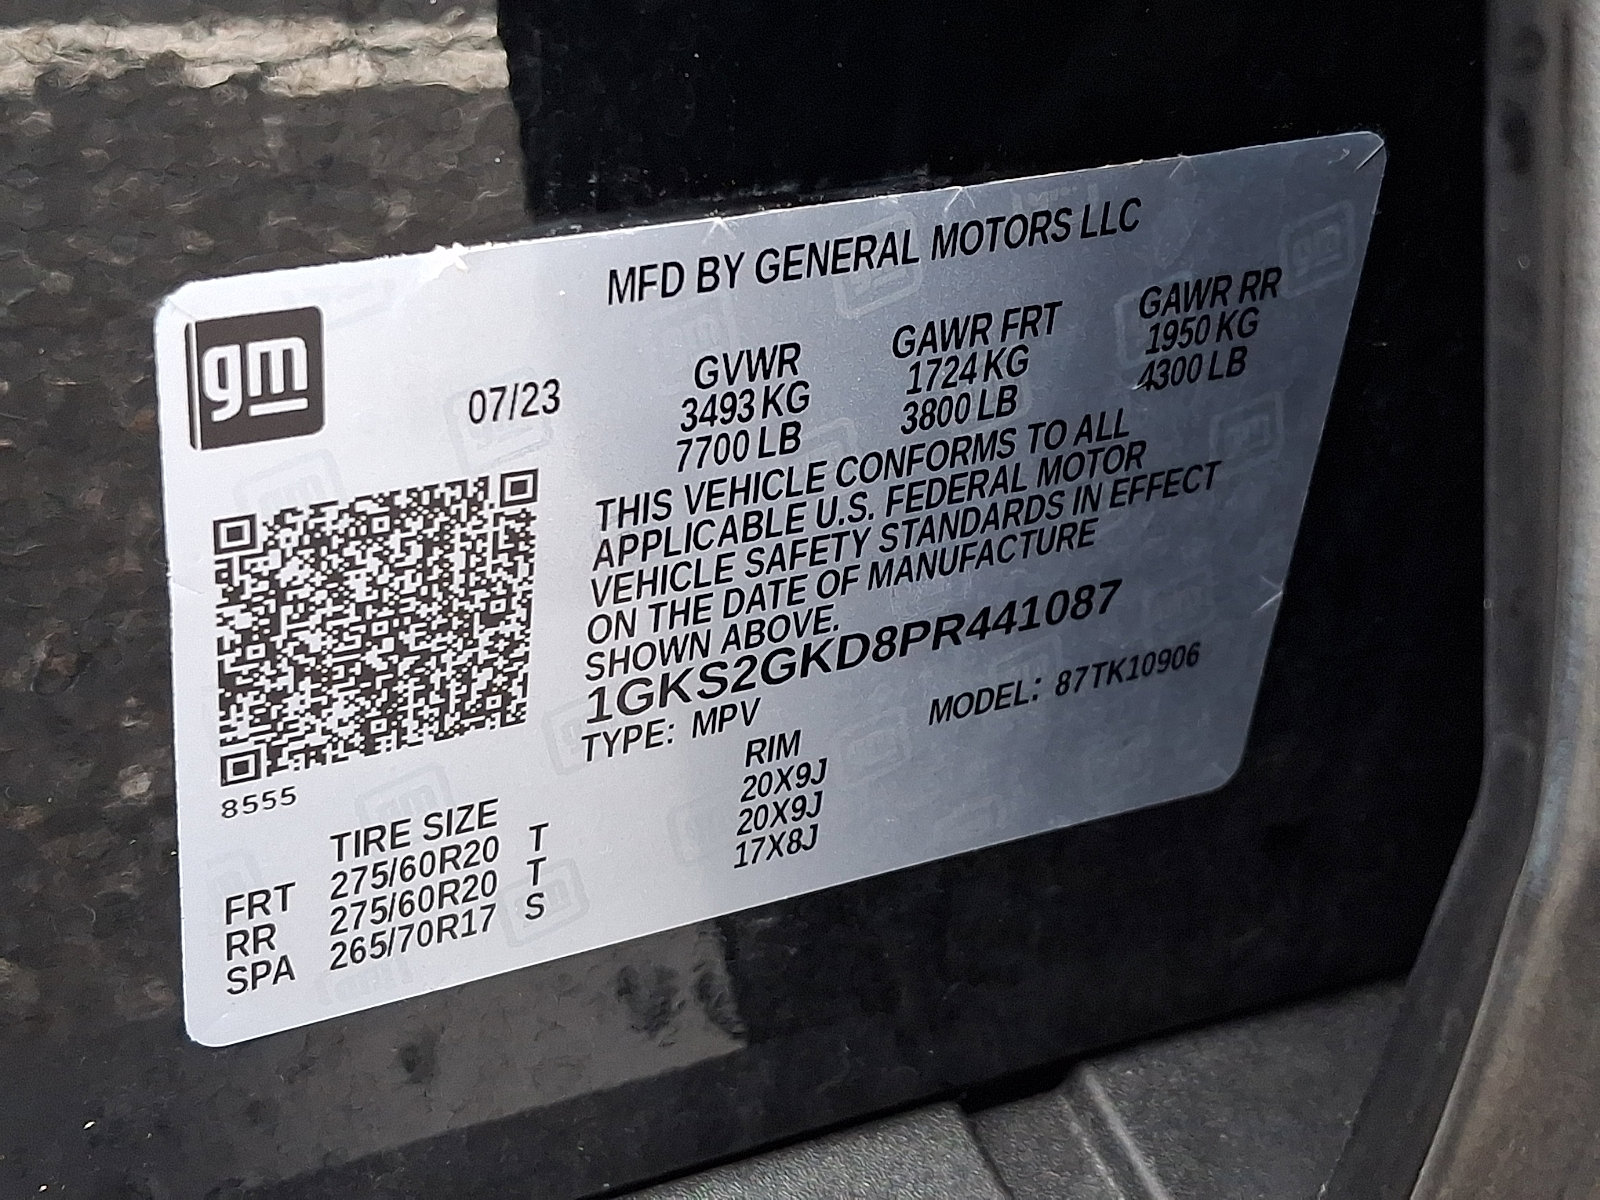 MFD BY GENERAL MOTORS LLC
gm
07/23
GVWR GAWR FRT GAWR RR
3493 KG 1724 KG 1950 KG
7700 LB 3800 LB 4300 LB
THIS VEHICLE CONFORMS TO ALL
APPLICABLE U.S. FEDERAL MOTOR
VEHICLE SAFETY STANDARDS IN EFFECT
ON THE DATE OF MANUFACTURE
SHOWN ABOVE.
1GKS2GKD8PR441087
TYPE: MPV MODEL: 87TK10906
8555
TIRE SIZE RIM
FRT 275/60R20 T 20X9J
RR 275/60R20 T 20X9J
SPA 265/70R17 S 17X8J